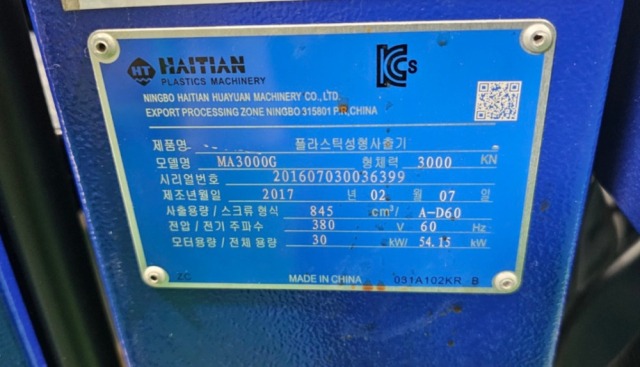 HT HAITIAN
PLASTICS MACHINERY
KCs
NINGBO HAITIAN HUAYUAN MACHINERY CO., LTD.
EXPORT PROCESSING ZONE NINGBO 315801 P.R.CHINA
제품명 플라스틱성형사출기
모델명 MA3000G 형체력 3000 KN
시리얼번호 201607030036399
제조년월일 2017 년 02 월 07 일
사출용량/스크류 형식 845 cm³/ A-D60
전압/전기 주파수 380 V 60 Hz
모터용량/전체 용량 30 kW/ 54.15 kW
ZG MADE IN CHINA 031A102KR B